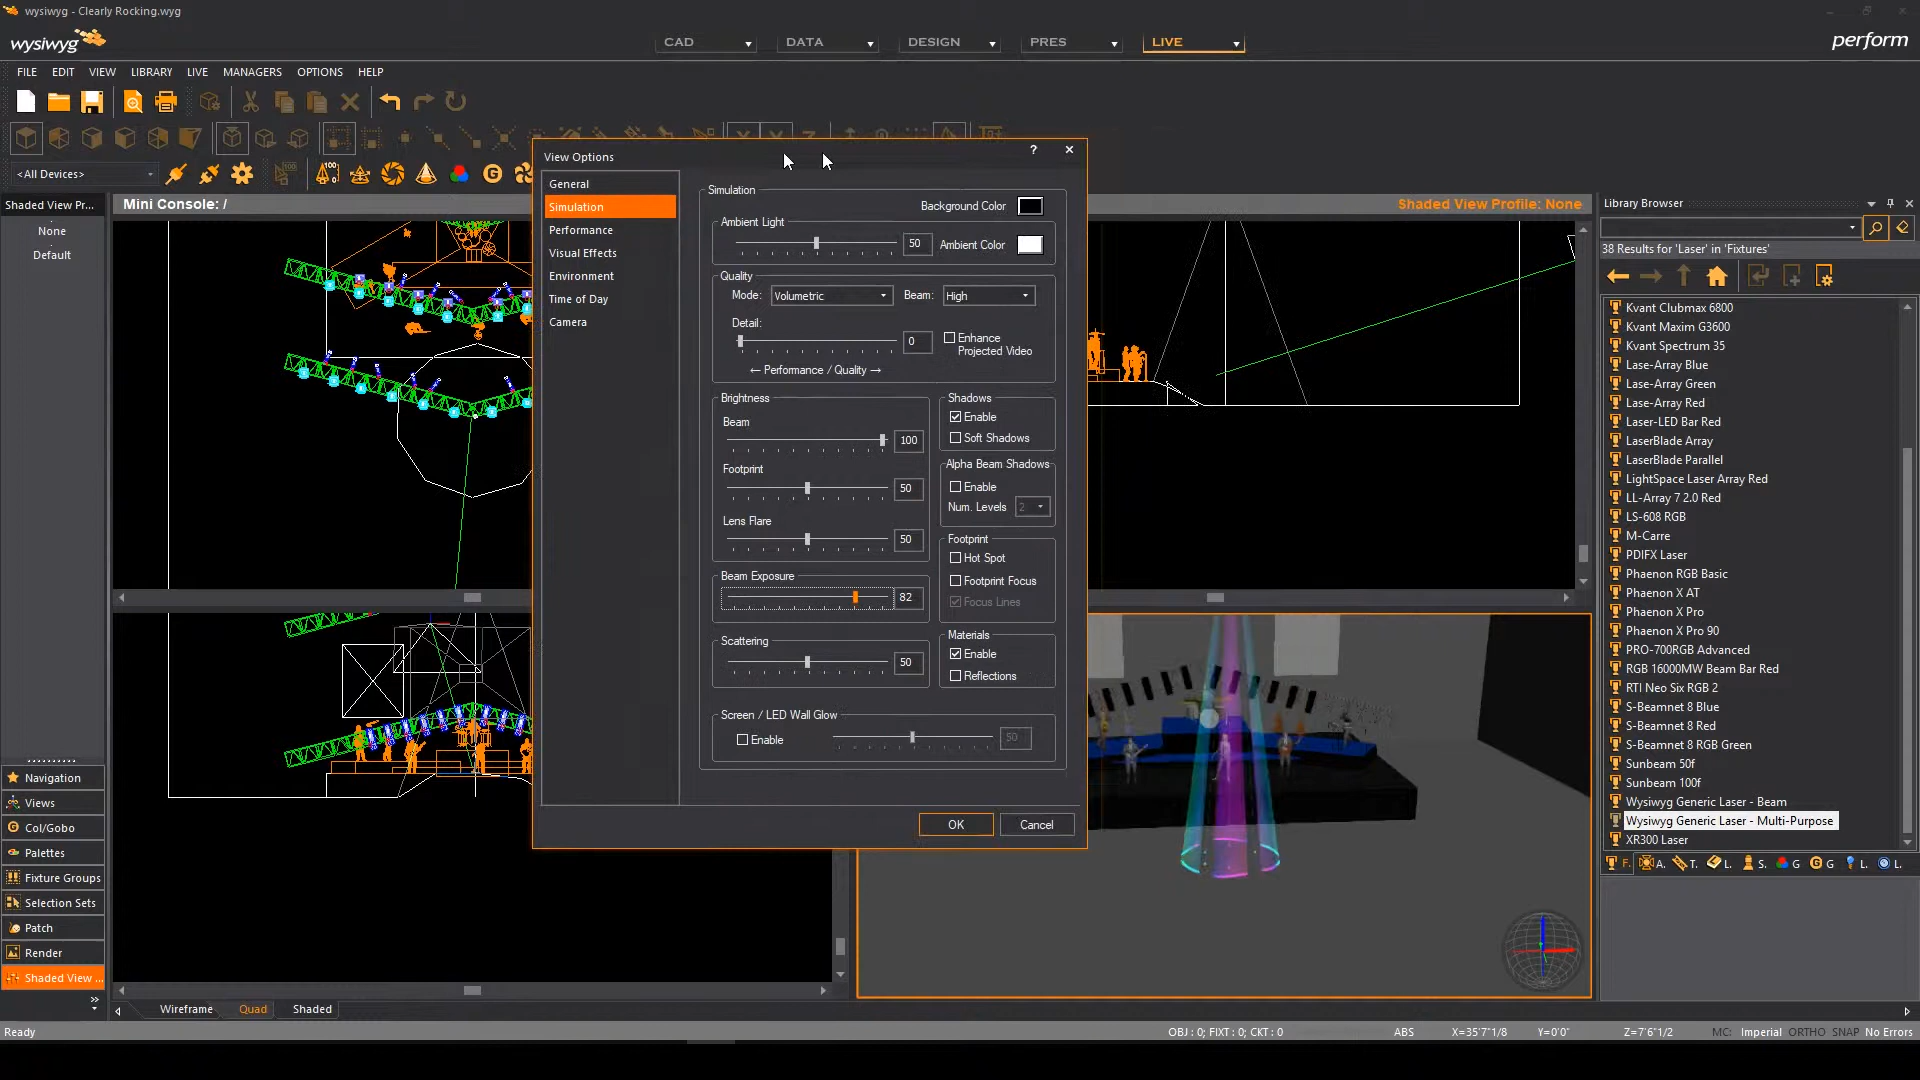 wysiwyg - Clearly Rocking.wyg
wysiwyg
CAD
DATA
DESIGN
PRES
LIVE
perform
FILE
EDIT
VIEW
LIBRARY
LIVE
MANAGERS
OPTIONS
HELP
<All Devices>
100
G
Shaded View Pr...
None
Default
Mini Console: /
Shaded View Profile: None
View Options
?
General
Simulation
Performance
Visual Effects
Environment
Time of Day
Camera
Simulation
Background Color
Ambient Light
50
Ambient Color
Quality
Mode:
Volumetric
Beam:
High
Detail:
0
Enhance
Projected Video
← Performance / Quality →
Brightness
Beam
100
Footprint
50
Lens Flare
50
Beam Exposure
82
Scattering
50
Shadows
Enable
Soft Shadows
Alpha Beam Shadows
Enable
Num. Levels
2
Footprint
Hot Spot
Footprint Focus
Focus Lines
Materials
Enable
Reflections
Screen / LED Wall Glow
Enable
50
OK
Cancel
Library Browser
38 Results for 'Laser' in 'Fixtures'
Kvant Clubmax 6800
Kvant Maxim G3600
Kvant Spectrum 35
Lase-Array Blue
Lase-Array Green
Lase-Array Red
Laser-LED Bar Red
LaserBlade Array
LaserBlade Parallel
LightSpace Laser Array Red
LL-Array 7 2.0 Red
LS-608 RGB
M-Carre
PDIFX Laser
Phaenon RGB Basic
Phaenon X AT
Phaenon X Pro
Phaenon X Pro 90
PRO-700RGB Advanced
RGB 16000MW Beam Bar Red
RTI Neo Six RGB 2
S-Beamnet 8 Blue
S-Beamnet 8 Red
S-Beamnet 8 RGB Green
Sunbeam 50f
Sunbeam 100f
Wysiwyg Generic Laser - Beam
Wysiwyg Generic Laser - Multi-Purpose
XR300 Laser
F.
A.
T.
L.
S.
G
G
L.
L.
Navigation
Views
Col/Gobo
Palettes
Fixture Groups
Selection Sets
Patch
Render
Shaded View ...
Wireframe
Quad
Shaded
Ready
OBJ : 0; FIXT : 0; CKT : 0
ABS
X=35'7"1/8
Y=0'0"
Z=7'6"1/2
MC:
Imperial
ORTHO
SNAP
No Errors